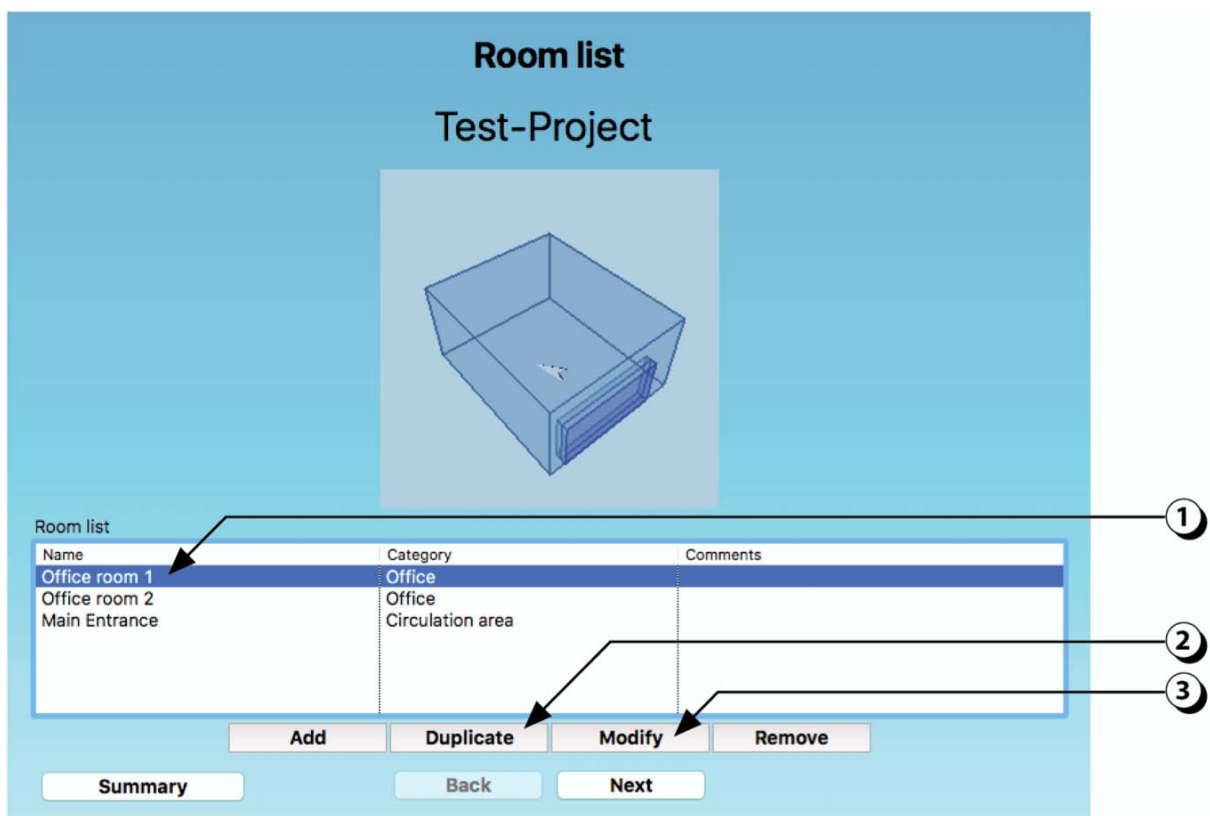 Room list
Test-Project
1
Room list
Name Category Comments
Office room 1 Office
Office room 2 Office
Main Entrance Circulation area
2
3
Add Duplicate Modify Remove
Summary Back Next